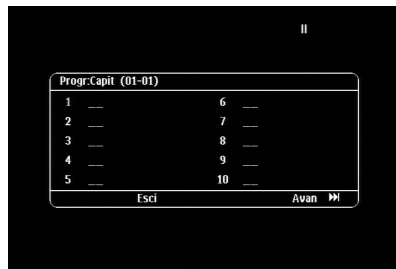 Progr:Capit (01-01)
1 __ 6 __
2 __ 7 __
3 __ 8 __
4 __ 9 __
5 __ 10 __
Esci Avan